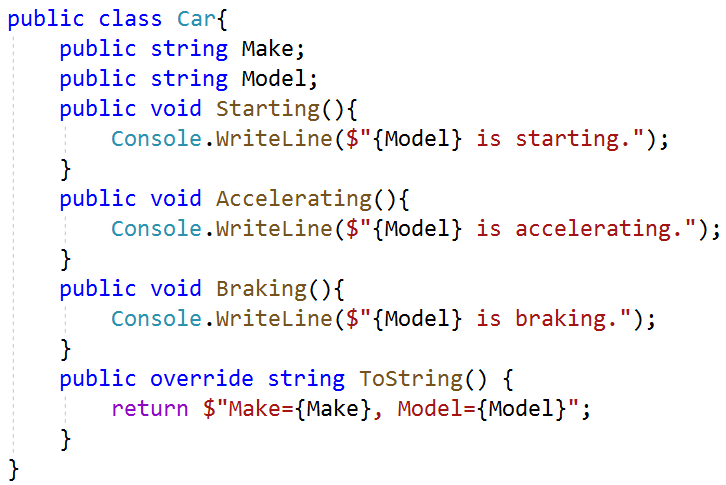 public class Car{
    public string Make;
    public string Model;
    public void Starting(){
        Console.WriteLine($"{Model} is starting.");
    }
    public void Accelerating(){
        Console.WriteLine($"{Model} is accelerating.");
    }
    public void Braking(){
        Console.WriteLine($"{Model} is braking.");
    }
    public override string ToString() {
        return $"Make={Make}, Model={Model}";
    }
}